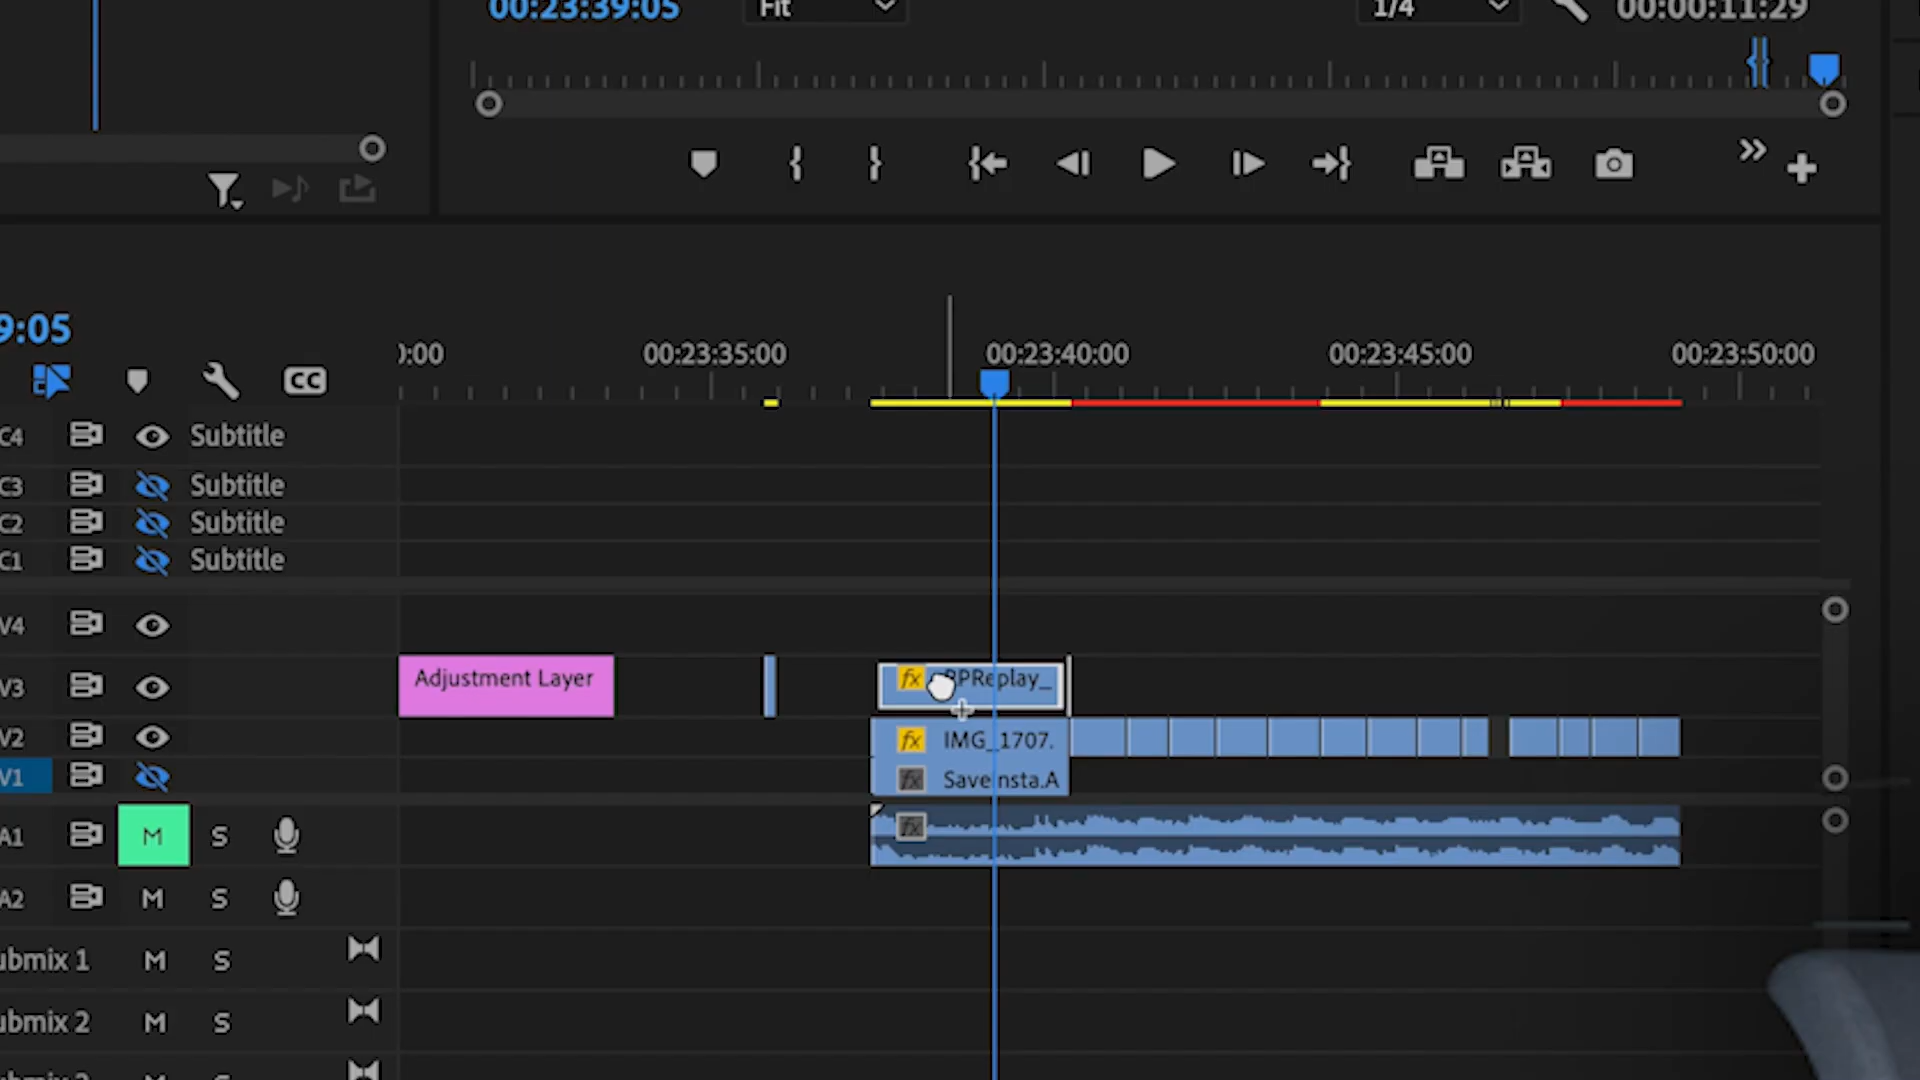 00:23:39:05
Fit
1/4
00:00:11:29
9:05
):00
00:23:35:00
00:23:40:00
00:23:45:00
00:23:50:00
CC
C4 Subtitle
C3 Subtitle
C2 Subtitle
C1 Subtitle
V4
V3
Adjustment Layer
fx PReplay_
V2
fx IMG_1707.
V1
fx Saveinsta.A
A1 M S
fx
A2 M S
ubmix 1 M S
ubmix 2 M S